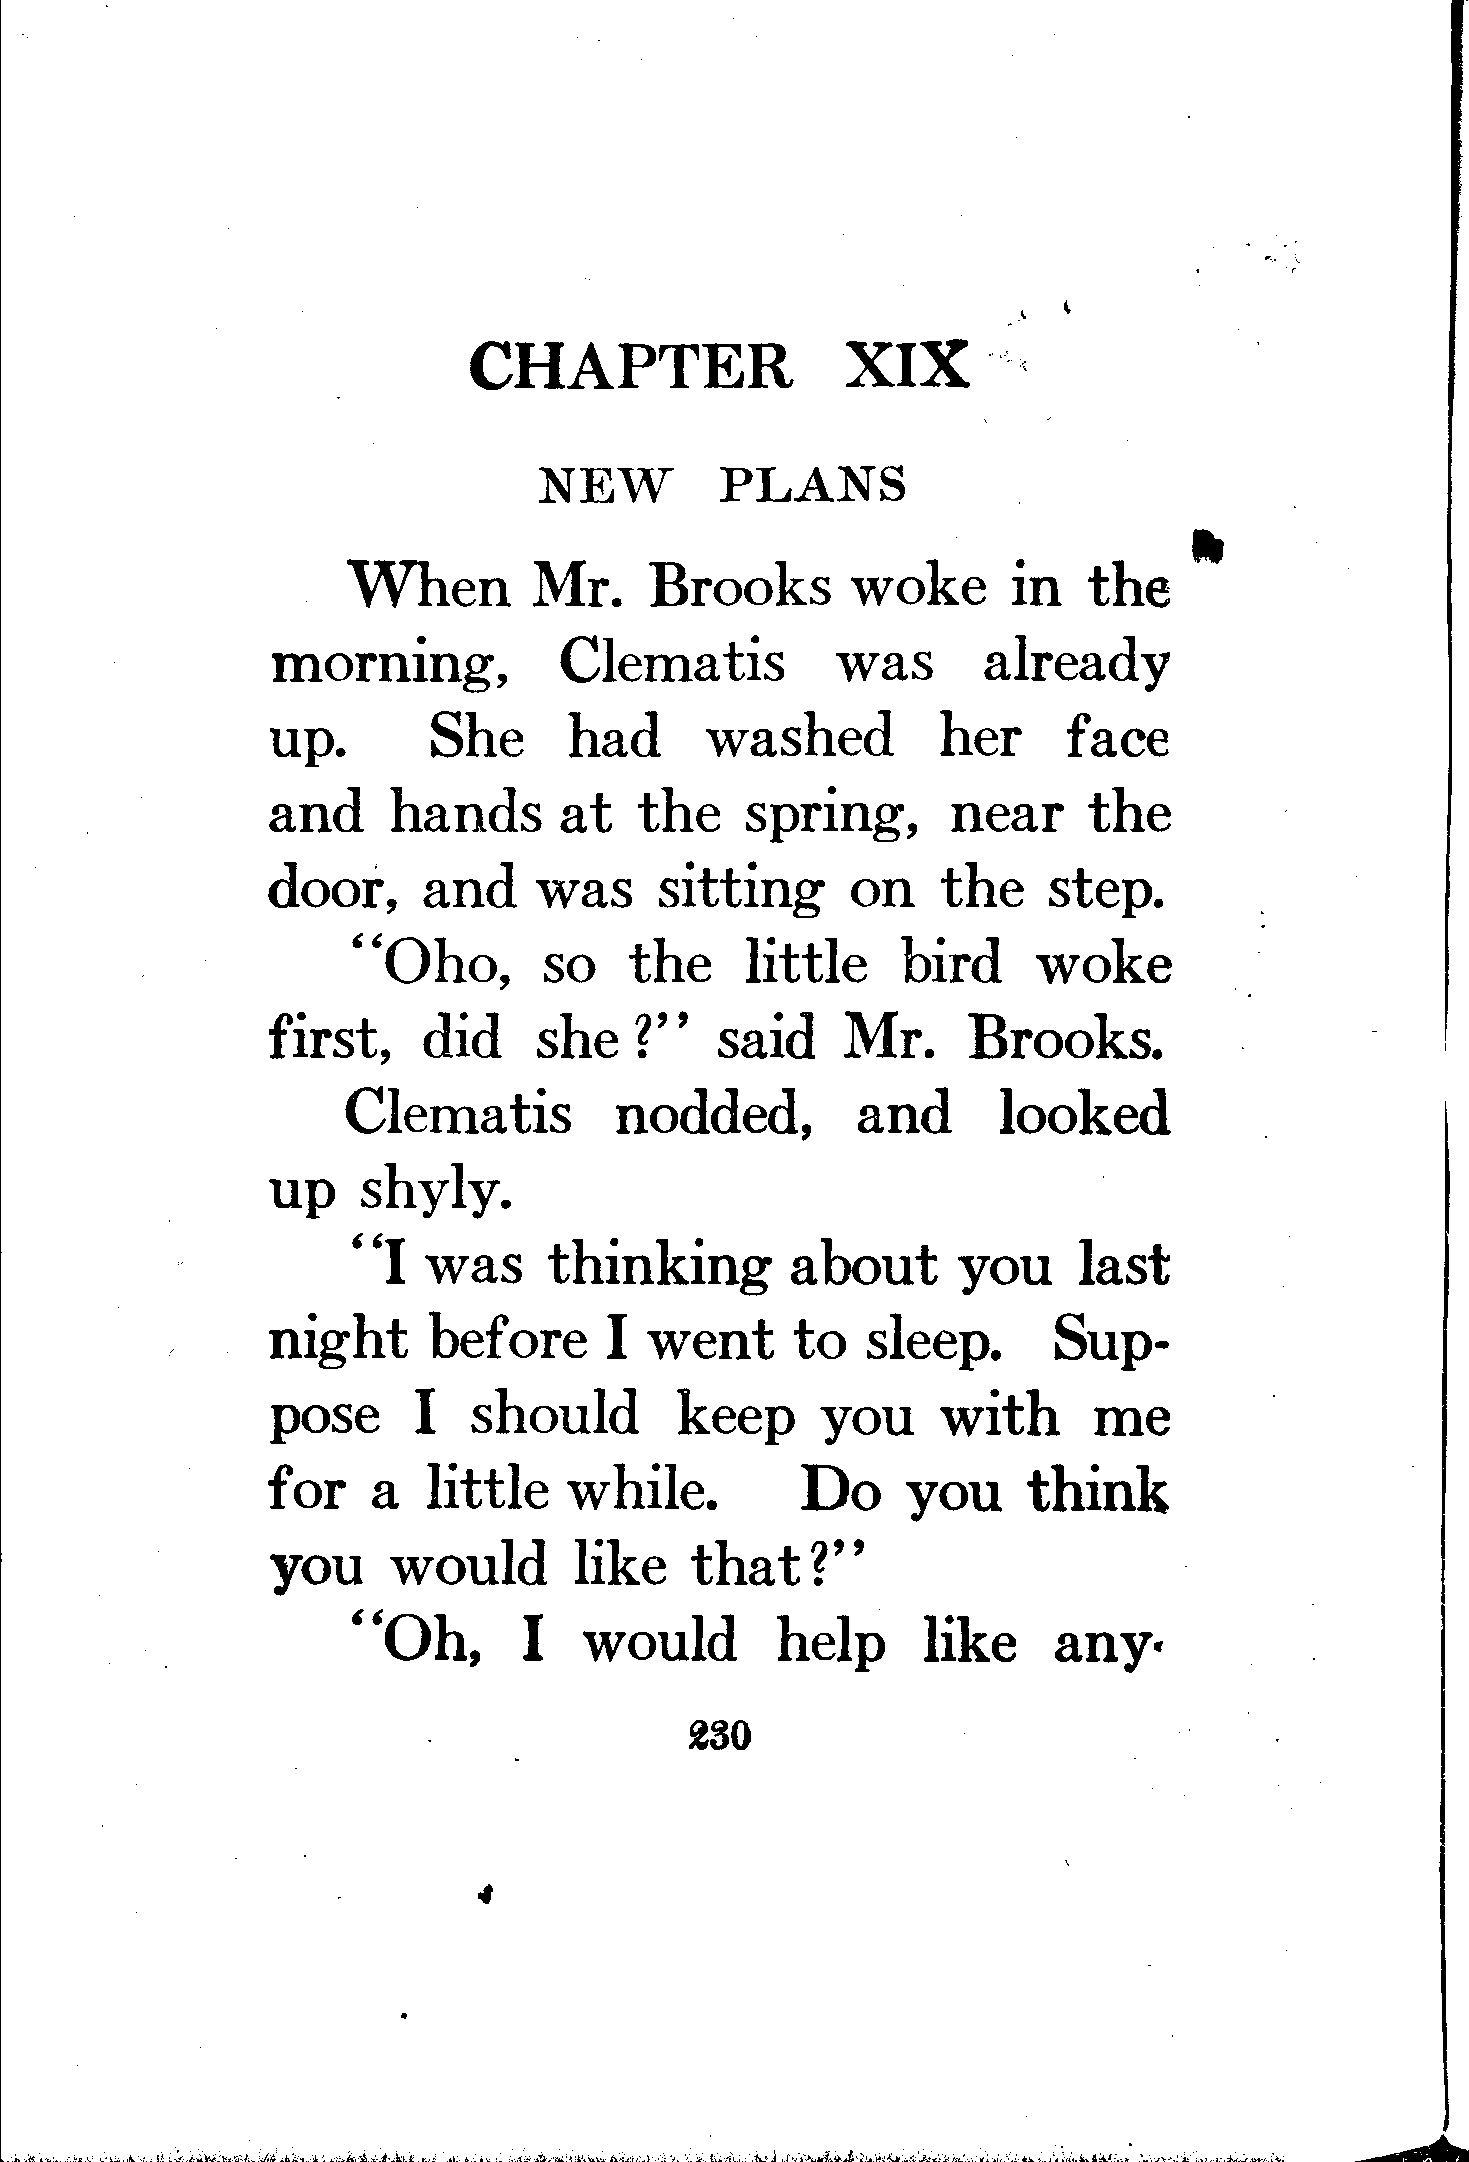 CHAPTER XIX
NEW PLANS
When Mr. Brooks woke in the
morning, Clematis was already
up. She had washed her face
and hands at the spring, near the
door, and was sitting on the step.
"Oho, so the little bird woke
first, did she?" said Mr. Brooks.
Clematis nodded, and looked
up shyly.
"I was thinking about you last
night before I went to sleep. Sup-
pose I should keep you with me
for a little while. Do you think
you would like that?"
"Oh, I would help like any-
230